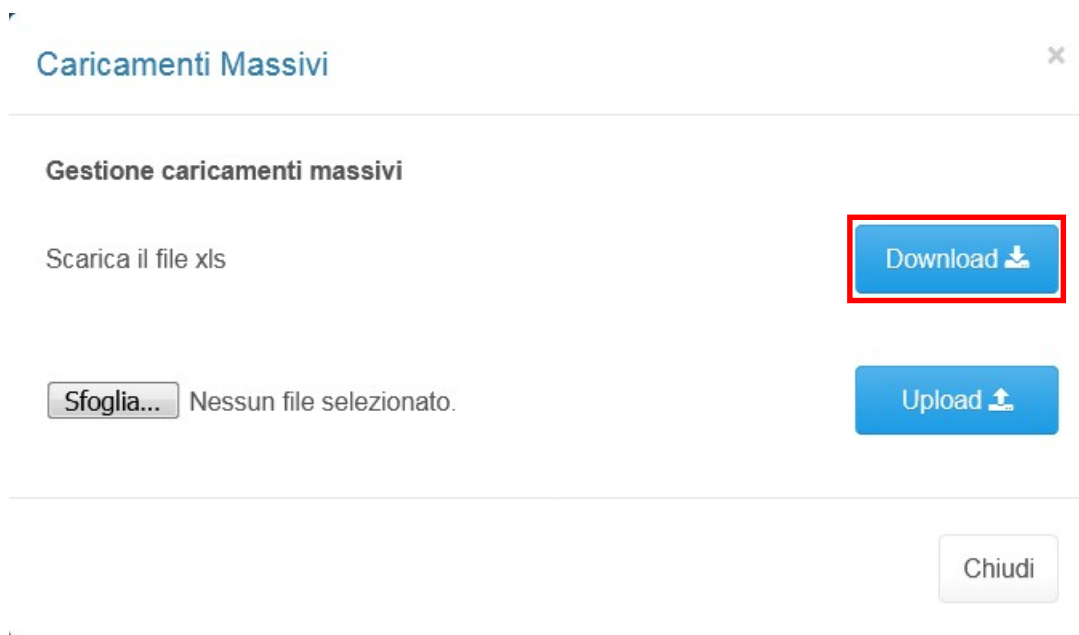 Caricamenti Massivi
×
Gestione caricamenti massivi
Scarica il file xls
Download
Sfoglia... Nessun file selezionato.
Upload
Chiudi